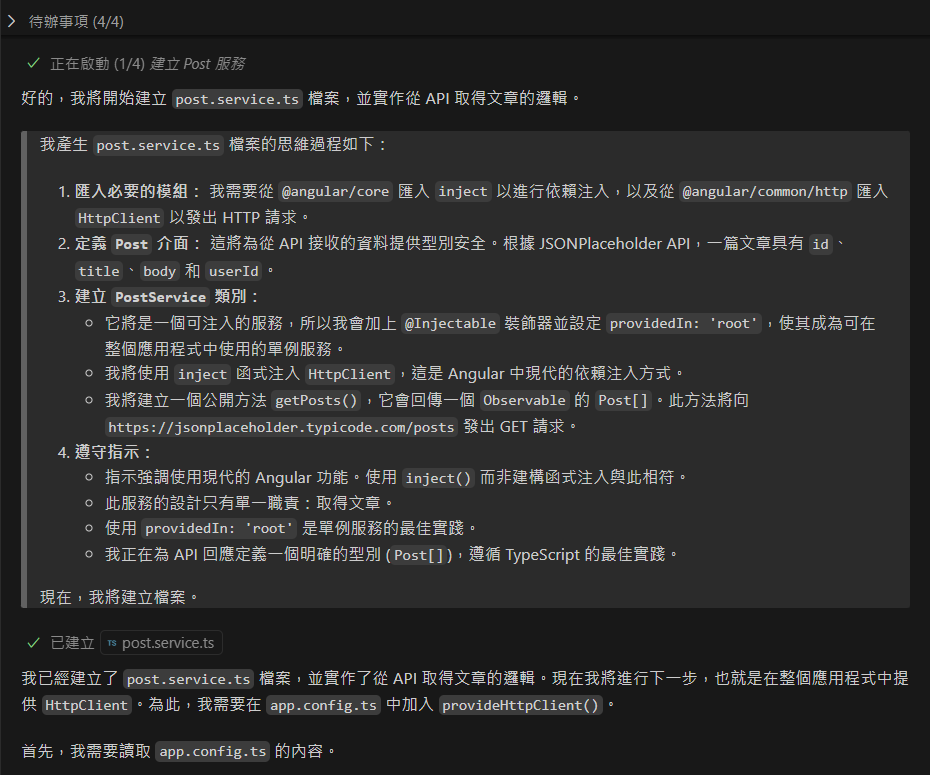 待辦事項 (4/4)
正在啟動 (1/4) 建立 Post 服務
好的，我將開始建立 post.service.ts 檔案，並實作從 API 取得文章的邏輯。
我產生 post.service.ts 檔案的思維過程如下：
1. 匯入必要的模組： 我需要從 @angular/core 匯入 inject 以進行依賴注入，以及從 @angular/common/http 匯入
HttpClient 以發出 HTTP 請求。
2. 定義 Post 介面： 這將為從 API 接收的資料提供型別安全。根據 JSONPlaceholder API，一篇文章具有 id、
title、body 和 userId。
3. 建立 PostService 類別：
○ 它將是一個可注入的服務，所以我會加上 @Injectable 裝飾器並設定 providedIn: 'root'，使其成為可在
整個應用程式中使用的單例服務。
○ 我將使用 inject 函式注入 HttpClient，這是 Angular 中現代的依賴注入方式。
○ 我將建立一個公開方法 getPosts()，它會回傳一個 Observable 的 Post[]。此方法將向
https://jsonplaceholder.typicode.com/posts 發出 GET 請求。
4. 遵守指示：
○ 指示強調使用現代的 Angular 功能。使用 inject() 而非建構函式注入與此相符。
○ 此服務的設計只有單一職責：取得文章。
○ 使用 providedIn: 'root' 是單例服務的最佳實踐。
○ 我正在為 API 回應定義一個明確的型別 (Post[])，遵循 TypeScript 的最佳實踐。
現在，我將建立檔案。
已建立 TS post.service.ts
我已經建立了 post.service.ts 檔案，並實作了從 API 取得文章的邏輯。現在我將進行下一步，也就是在整個應用程式中提
供 HttpClient。為此，我需要在 app.config.ts 中加入 provideHttpClient()。
首先，我需要讀取 app.config.ts 的內容。